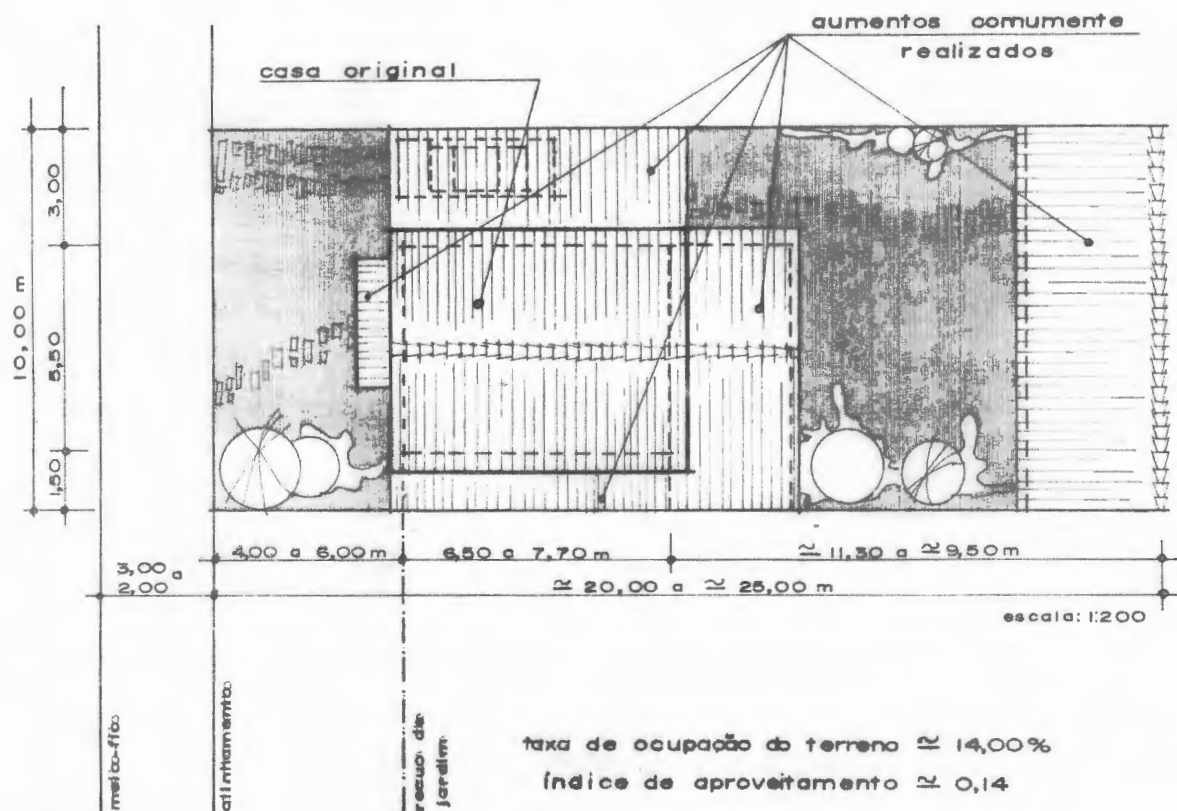 aumentos comumente
realizados
casa original
10,00 m
3,00
5,50
1,50
4,00 a 6,00 m
6,50 a 7,70 m
≃ 11,30 a ≃ 9,50 m
3,00 a
2,00
≃ 20,00 a ≃ 25,00 m
escala: 1:200
meio-fio
alinhamento
recuo de
jardim
taxa de ocupação do terreno ≃ 14,00%
índice de aproveitamento ≃ 0,14